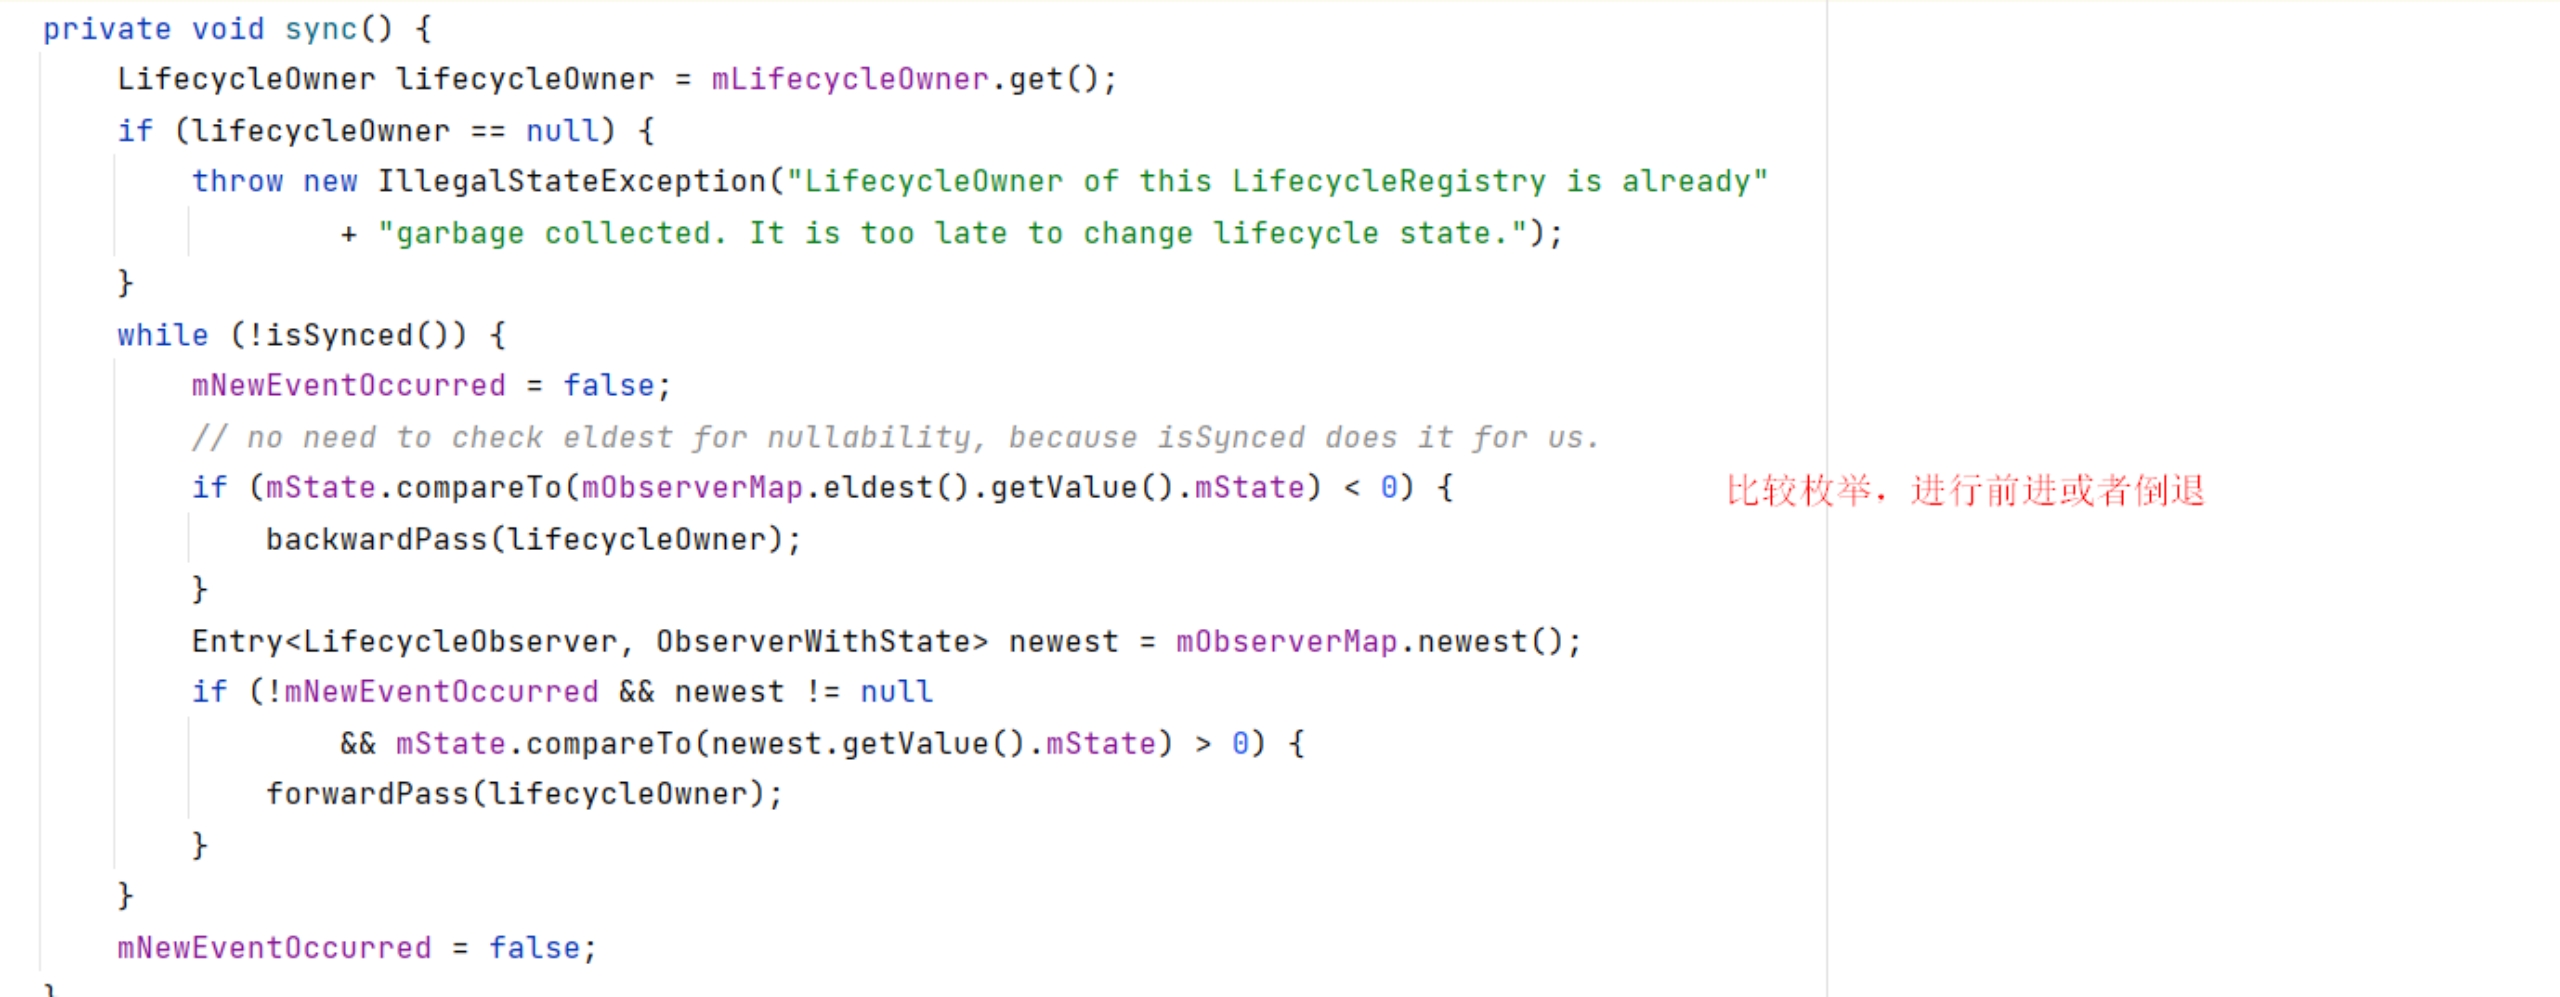 private void sync() {
LifecycleOwner lifecycleOwner = mLifecycleOwner.get();
if (lifecycleOwner == null) {
throw new IllegalStateException("LifecycleOwner of this LifecycleRegistry is already"
+ "garbage collected. It is too late to change lifecycle state.");
}
while (!isSynced()) {
mNewEventOccurred = false;
// no need to check eldest for nullability, because isSynced does it for us.
if (mState.compareTo(mObserverMap.eldest().getValue().mState) < 0) { 比较枚举，进行前进或者倒退
backwardPass(lifecycleOwner);
}
Entry<LifecycleObserver, ObserverWithState> newest = mObserverMap.newest();
if (!mNewEventOccurred && newest != null
&& mState.compareTo(newest.getValue().mState) > 0) {
forwardPass(lifecycleOwner);
}
}
mNewEventOccurred = false;
}